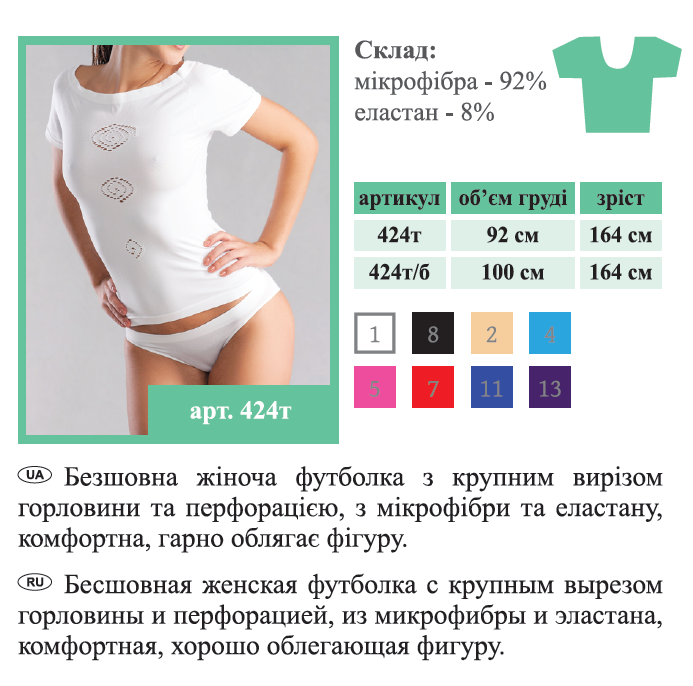 Склад:
мікрофібра - 92%
еластан - 8%
артикул об’єм груді зріст
424т 92 см 164 см
424т/б 100 см 164 см
1 8 2 4
5 7 11 13
арт. 424т
UA Безшовна жіноча футболка з крупним вирізом
горловини та перфорацією, з мікрофібри та еластану,
комфортна, гарно облягає фігуру.
RU Бесшовная женская футболка с крупным вырезом
горловины и перфорацией, из микрофибры и эластана,
комфортная, хорошо облегающая фигуру.